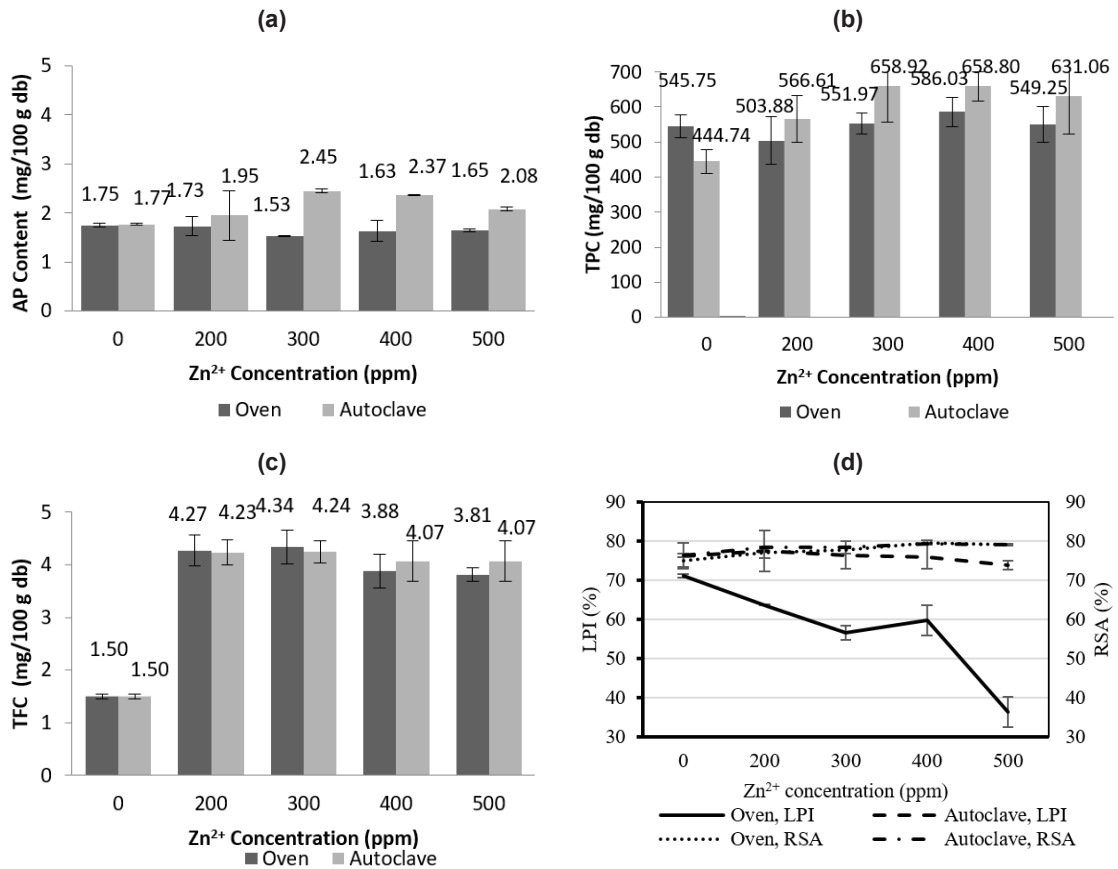 (a)
AP Content (mg/100 g db)
5
4
3
2
1
0
1.75
1.77
1.73
1.95
1.53
2.45
1.63
2.37
1.65
2.08
0 200 300 400 500
Zn²⁺ Concentration (ppm)
Oven Autoclave
(b)
TPC (mg/100 g db)
700
600
500
400
300
200
100
0
545.75
444.74
503.88
566.61
551.97
658.92
586.03
658.80
549.25
631.06
0 200 300 400 500
Zn²⁺ Concentration (ppm)
Oven Autoclave
(c)
TFC (mg/100 g db)
5
4
3
2
1
0
1.50
1.50
4.27
4.23
4.34
4.24
3.88
4.07
3.81
4.07
0 200 300 400 500
Zn²⁺ Concentration (ppm)
Oven Autoclave
(d)
LPI (%)
90
80
70
60
50
40
30
90
80
70
60
50
40
30
RSA (%)
0 200 300 400 500
Zn²⁺ concentration (ppm)
Oven, LPI Autoclave, LPI
Oven, RSA Autoclave, RSA